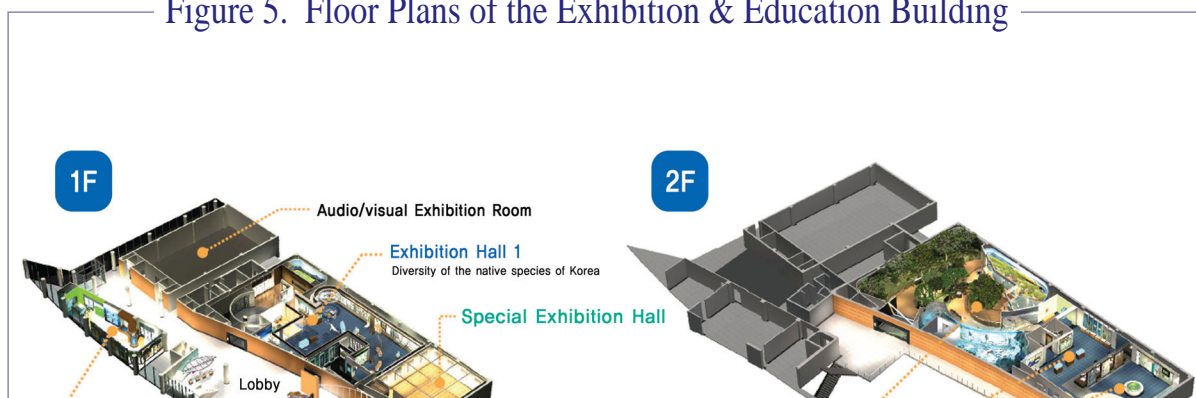 Figure 5. Floor Plans of the Exhibition & Education Building
1F
Audio/visual Exhibition Room
Exhibition Hall 1
Diversity of the native species of Korea
Special Exhibition Hall
Lobby
2F